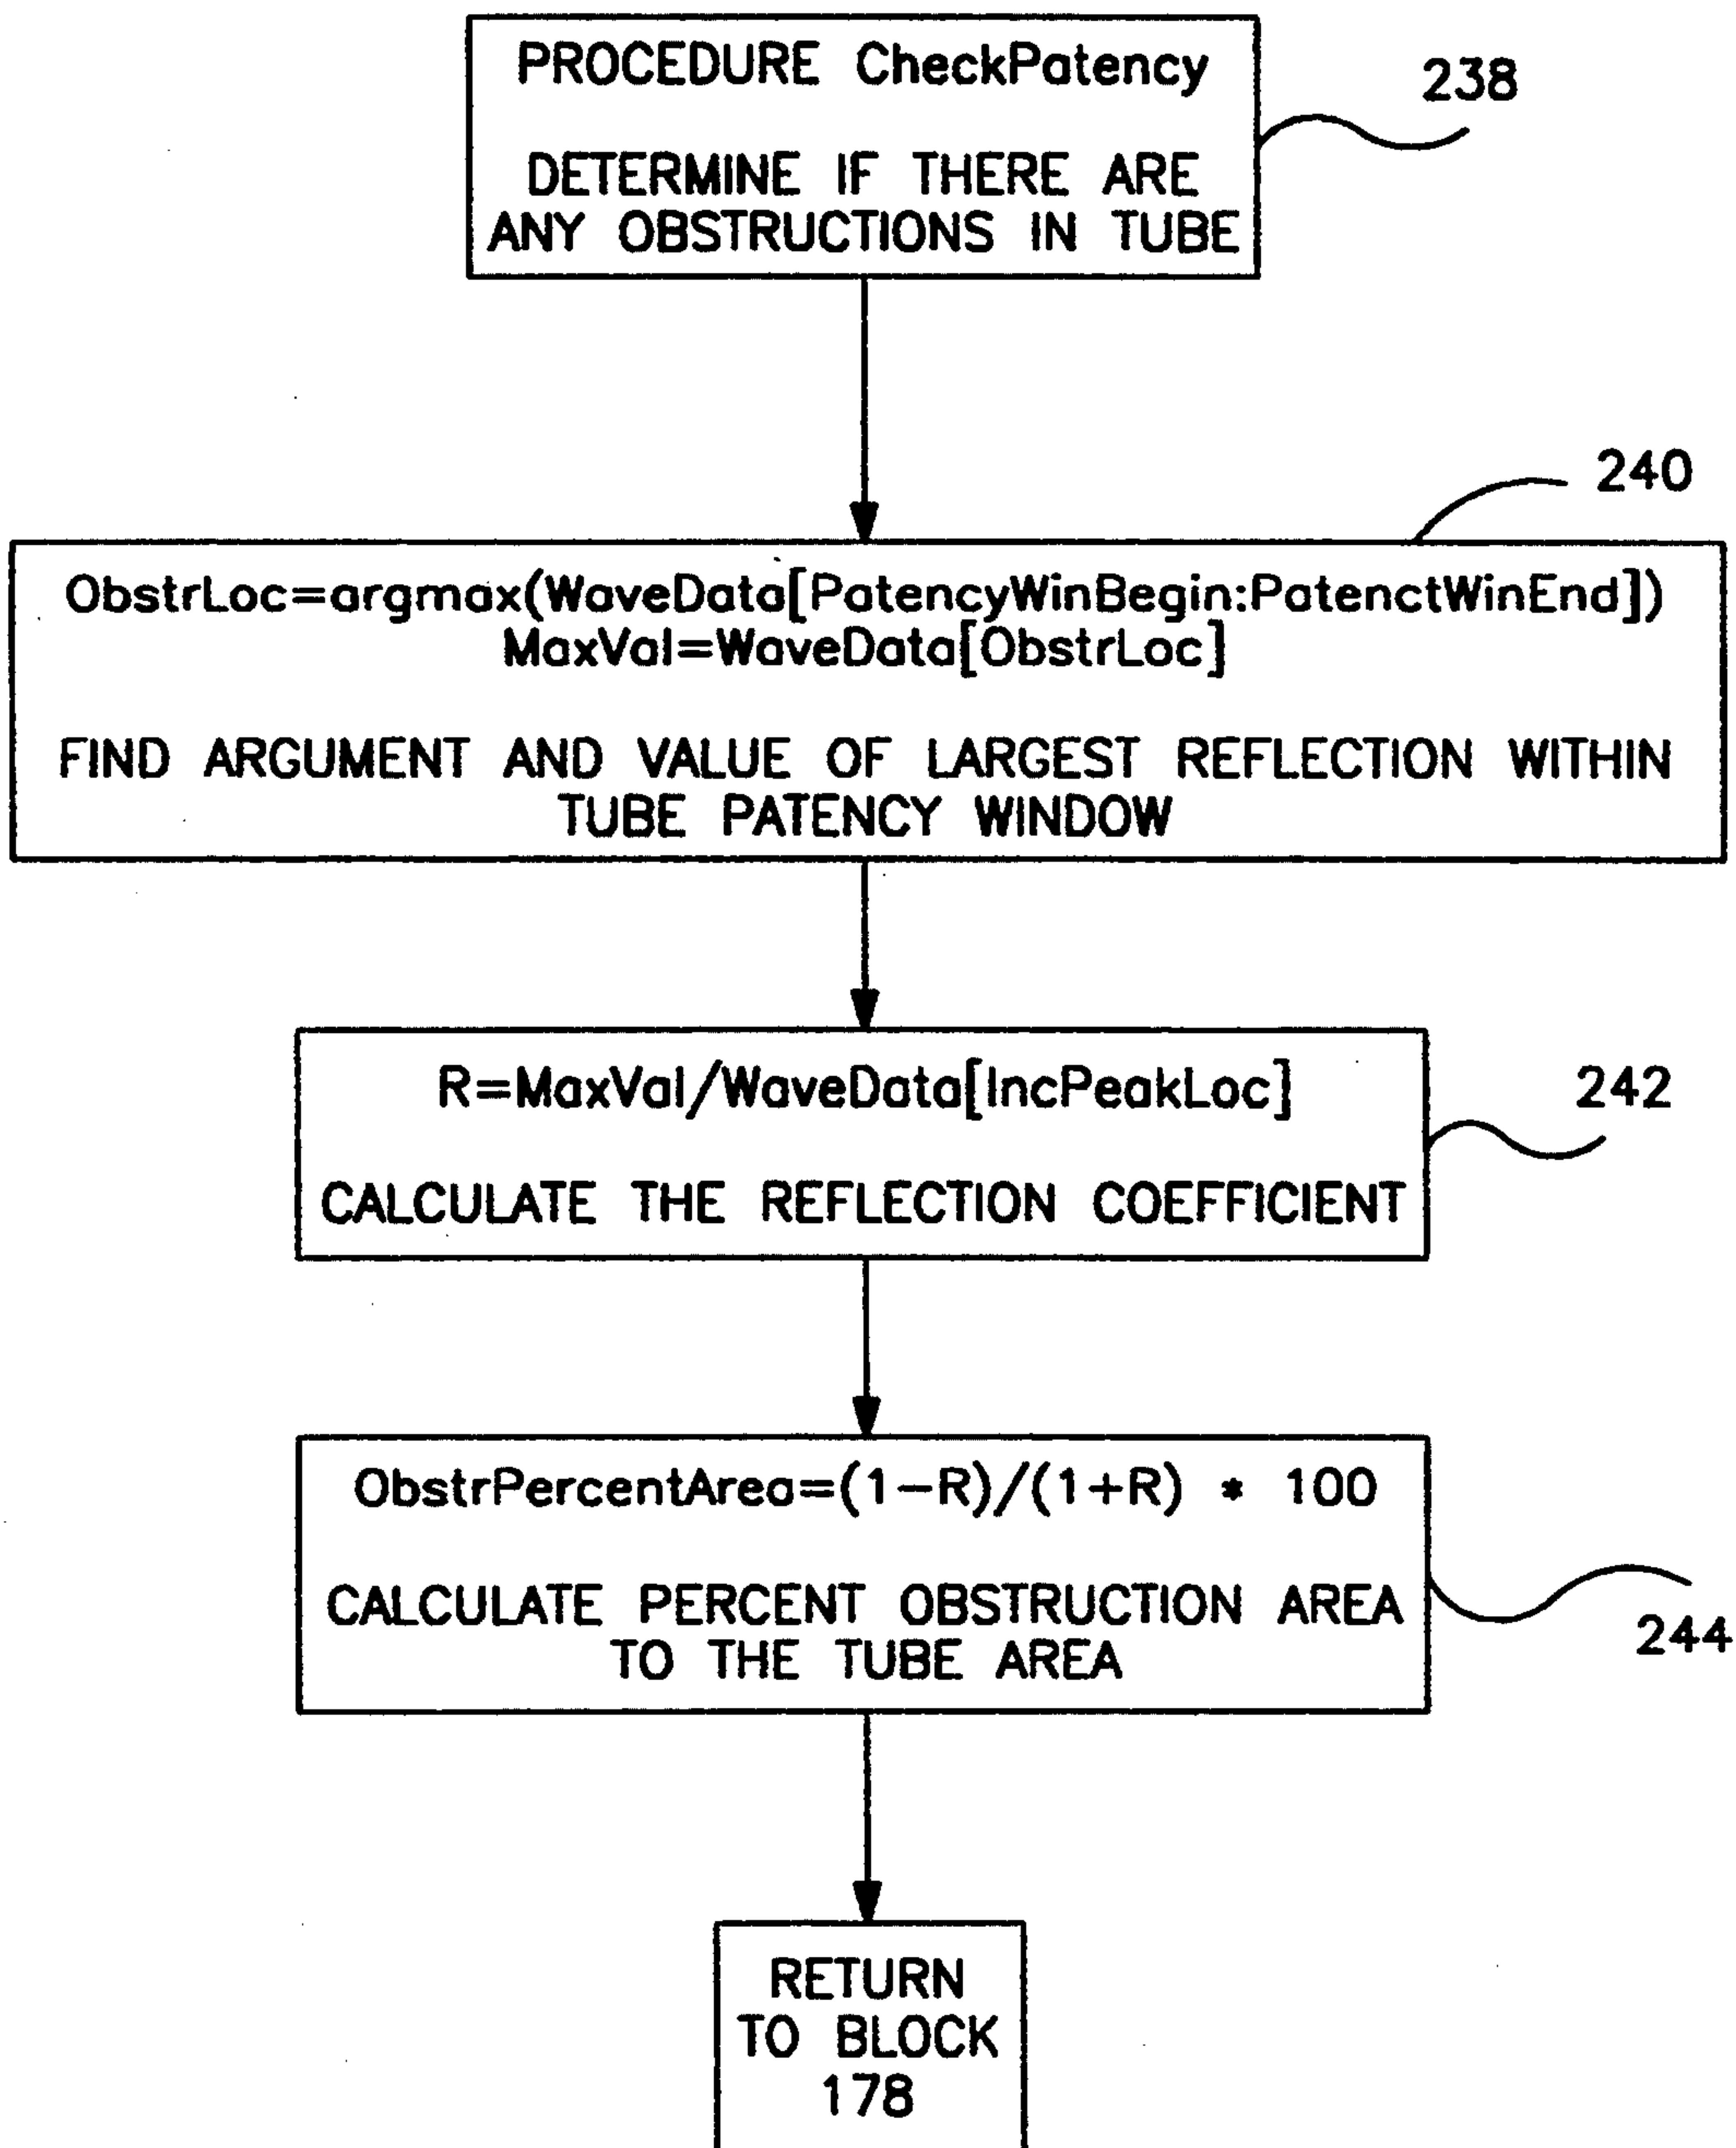 PROCEDURE CheckPatency
238
DETERMINE IF THERE ARE
ANY OBSTRUCTIONS IN TUBE
240
ObstrLoc=argmax(WaveData[PatencyWinBegin:PatenctWinEnd])
MaxVal=WaveData[ObstrLoc]
FIND ARGUMENT AND VALUE OF LARGEST REFLECTION WITHIN
TUBE PATENCY WINDOW
R=MaxVal/WaveData[IncPeakLoc]
242
CALCULATE THE REFLECTION COEFFICIENT
ObstrPercentArea=(1-R)/(1+R) * 100
CALCULATE PERCENT OBSTRUCTION AREA
TO THE TUBE AREA
244
RETURN
TO BLOCK
178